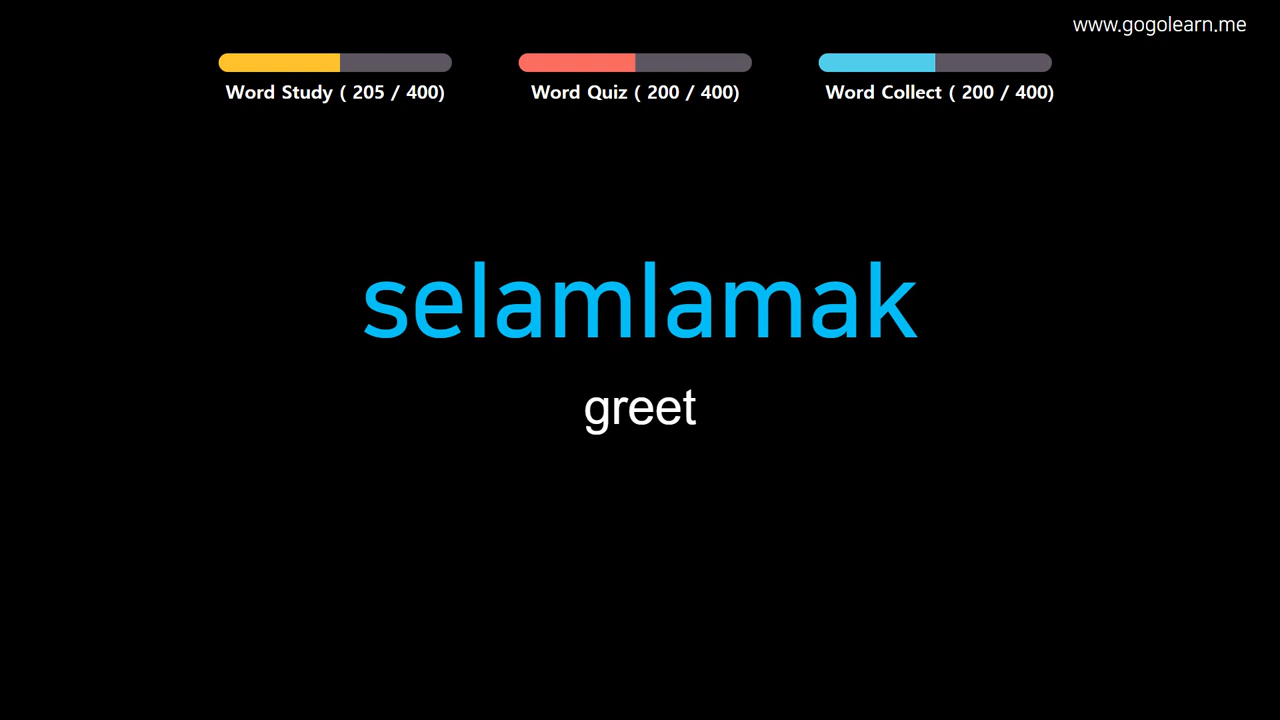 www.gogolearn.me
Word Study ( 205 / 400)
Word Quiz ( 200 / 400)
Word Collect ( 200 / 400)
selamlamak
greet